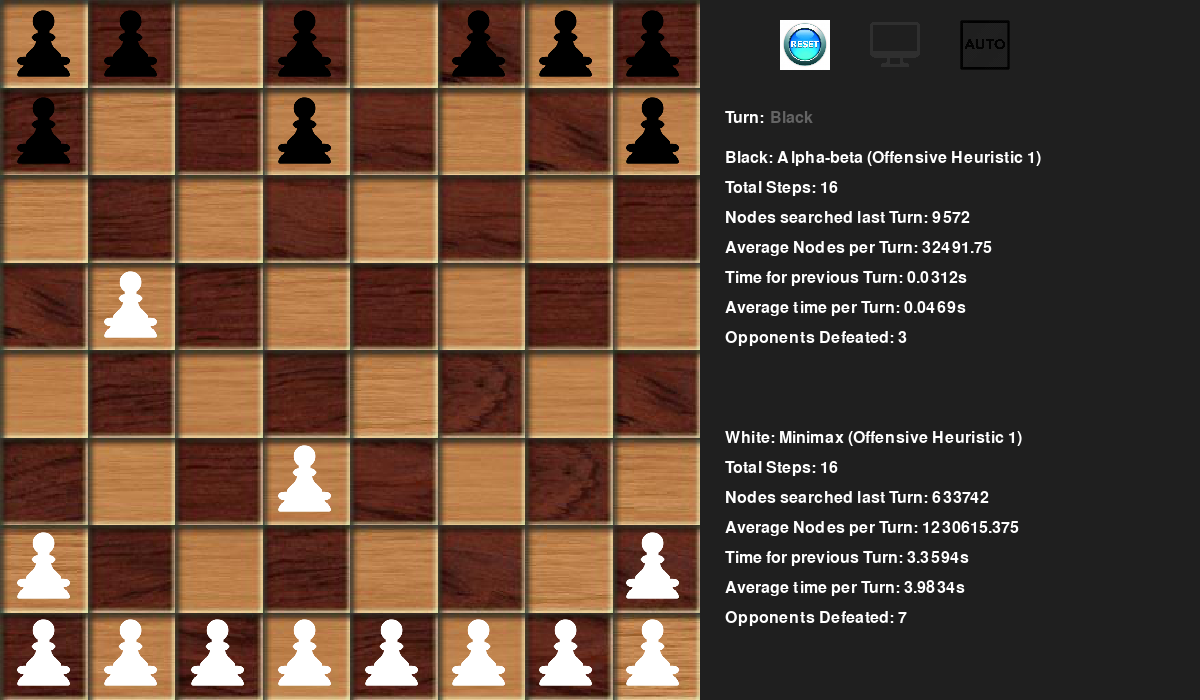 RESET
AUTO
Turn: Black
Black: Alpha-beta (Offensive Heuristic 1)
Total Steps: 16
Nodes searched last Turn: 9572
Average Nodes per Turn: 32491.75
Time for previous Turn: 0.0312s
Average time per Turn: 0.0469s
Opponents Defeated: 3
White: Minimax (Offensive Heuristic 1)
Total Steps: 16
Nodes searched last Turn: 633742
Average Nodes per Turn: 1230615.375
Time for previous Turn: 3.3594s
Average time per Turn: 3.9834s
Opponents Defeated: 7